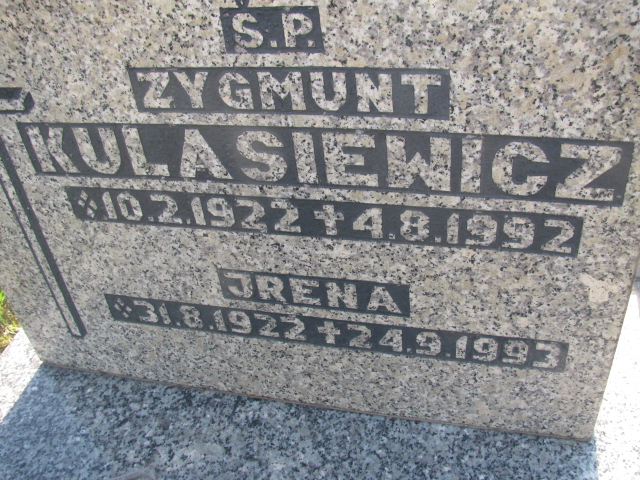 Ś.P.
ZYGMUNT
KULASIEWICZ
※10.2.1922 ✝4.8.1992
JRENA
※31.8.1922 ✝24.9.1993